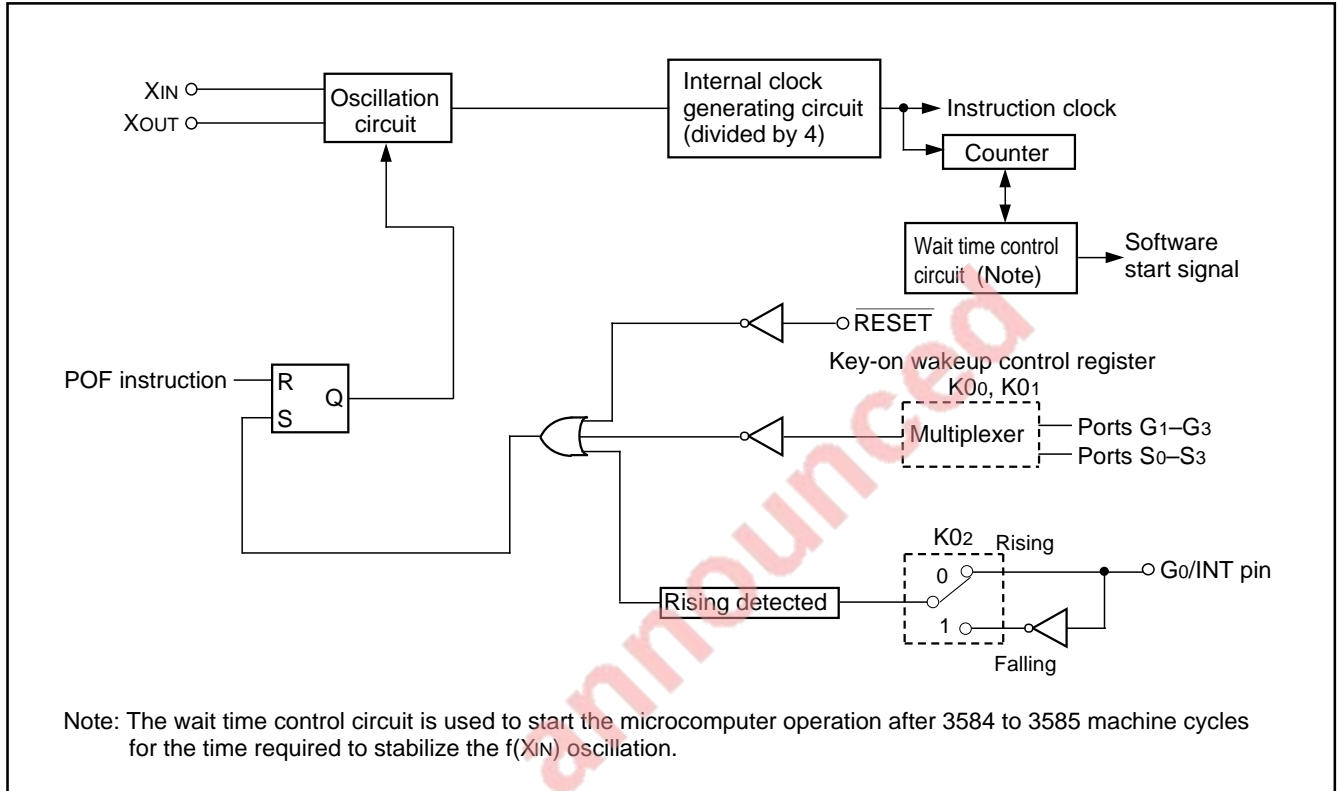 XIN
XOUT
Oscillation
circuit
Internal clock
generating circuit
(divided by 4)
Instruction clock
Counter
Wait time control
circuit (Note)
Software
start signal
RESET
Key-on wakeup control register
K00, K01
POF instruction
R
S
Q
Multiplexer
Ports G1–G3
Ports S0–S3
K02
Rising
0
G0/INT pin
Rising detected
1
Falling
Note: The wait time control circuit is used to start the microcomputer operation after 3584 to 3585 machine cycles
for the time required to stabilize the f(XIN) oscillation.
announced